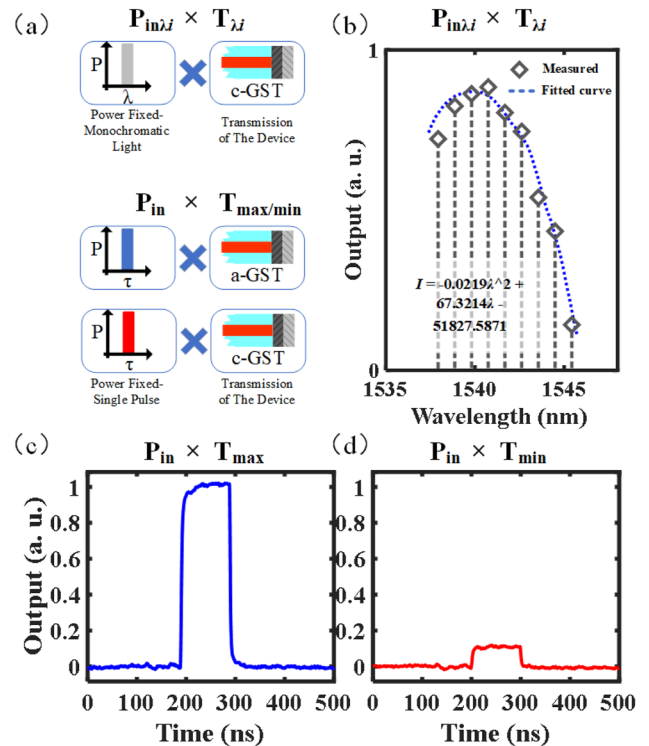 (a)
P_inλi × T_λi
P
λ
c-GST
Power Fixed-
Monochromatic
Light
Transmission
of The Device
P_in × T_max/min
P
τ
a-GST
P
τ
c-GST
Power Fixed-
Single Pulse
Transmission
of The Device
(b)
P_inλi × T_λi
1
Measured
Fitted curve
Output (a. u.)
I = -0.0219λ^2 +
67.3214λ -
51827.5871
0
1535 1540 1545
Wavelength (nm)
(c)
P_in × T_max
1
0.8
0.6
0.4
0.2
0
Output (a. u.)
0 100 200 300 400 500
Time (ns)
(d)
P_in × T_min
1
0.8
0.6
0.4
0.2
0
0 100 200 300 400 500
Time (ns)